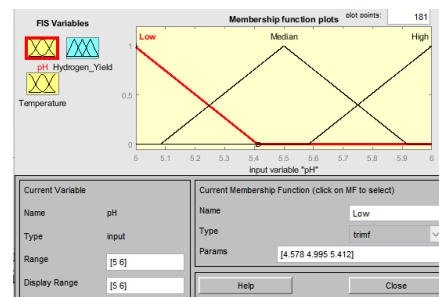 FIS Variables
Membership function plots plot points: 181
Low Median High
pH Hydrogen_Yield
Temperature
1
0.5
0
5 5.1 5.2 5.3 5.4 5.5 5.6 5.7 5.8 5.9 6
input variable "pH"
Current Variable
Current Membership Function (click on MF to select)
Name pH
Name Low
Type input
Type trimf
Range [5 6]
Params [4.578 4.995 5.412]
Display Range [5 6]
Help Close